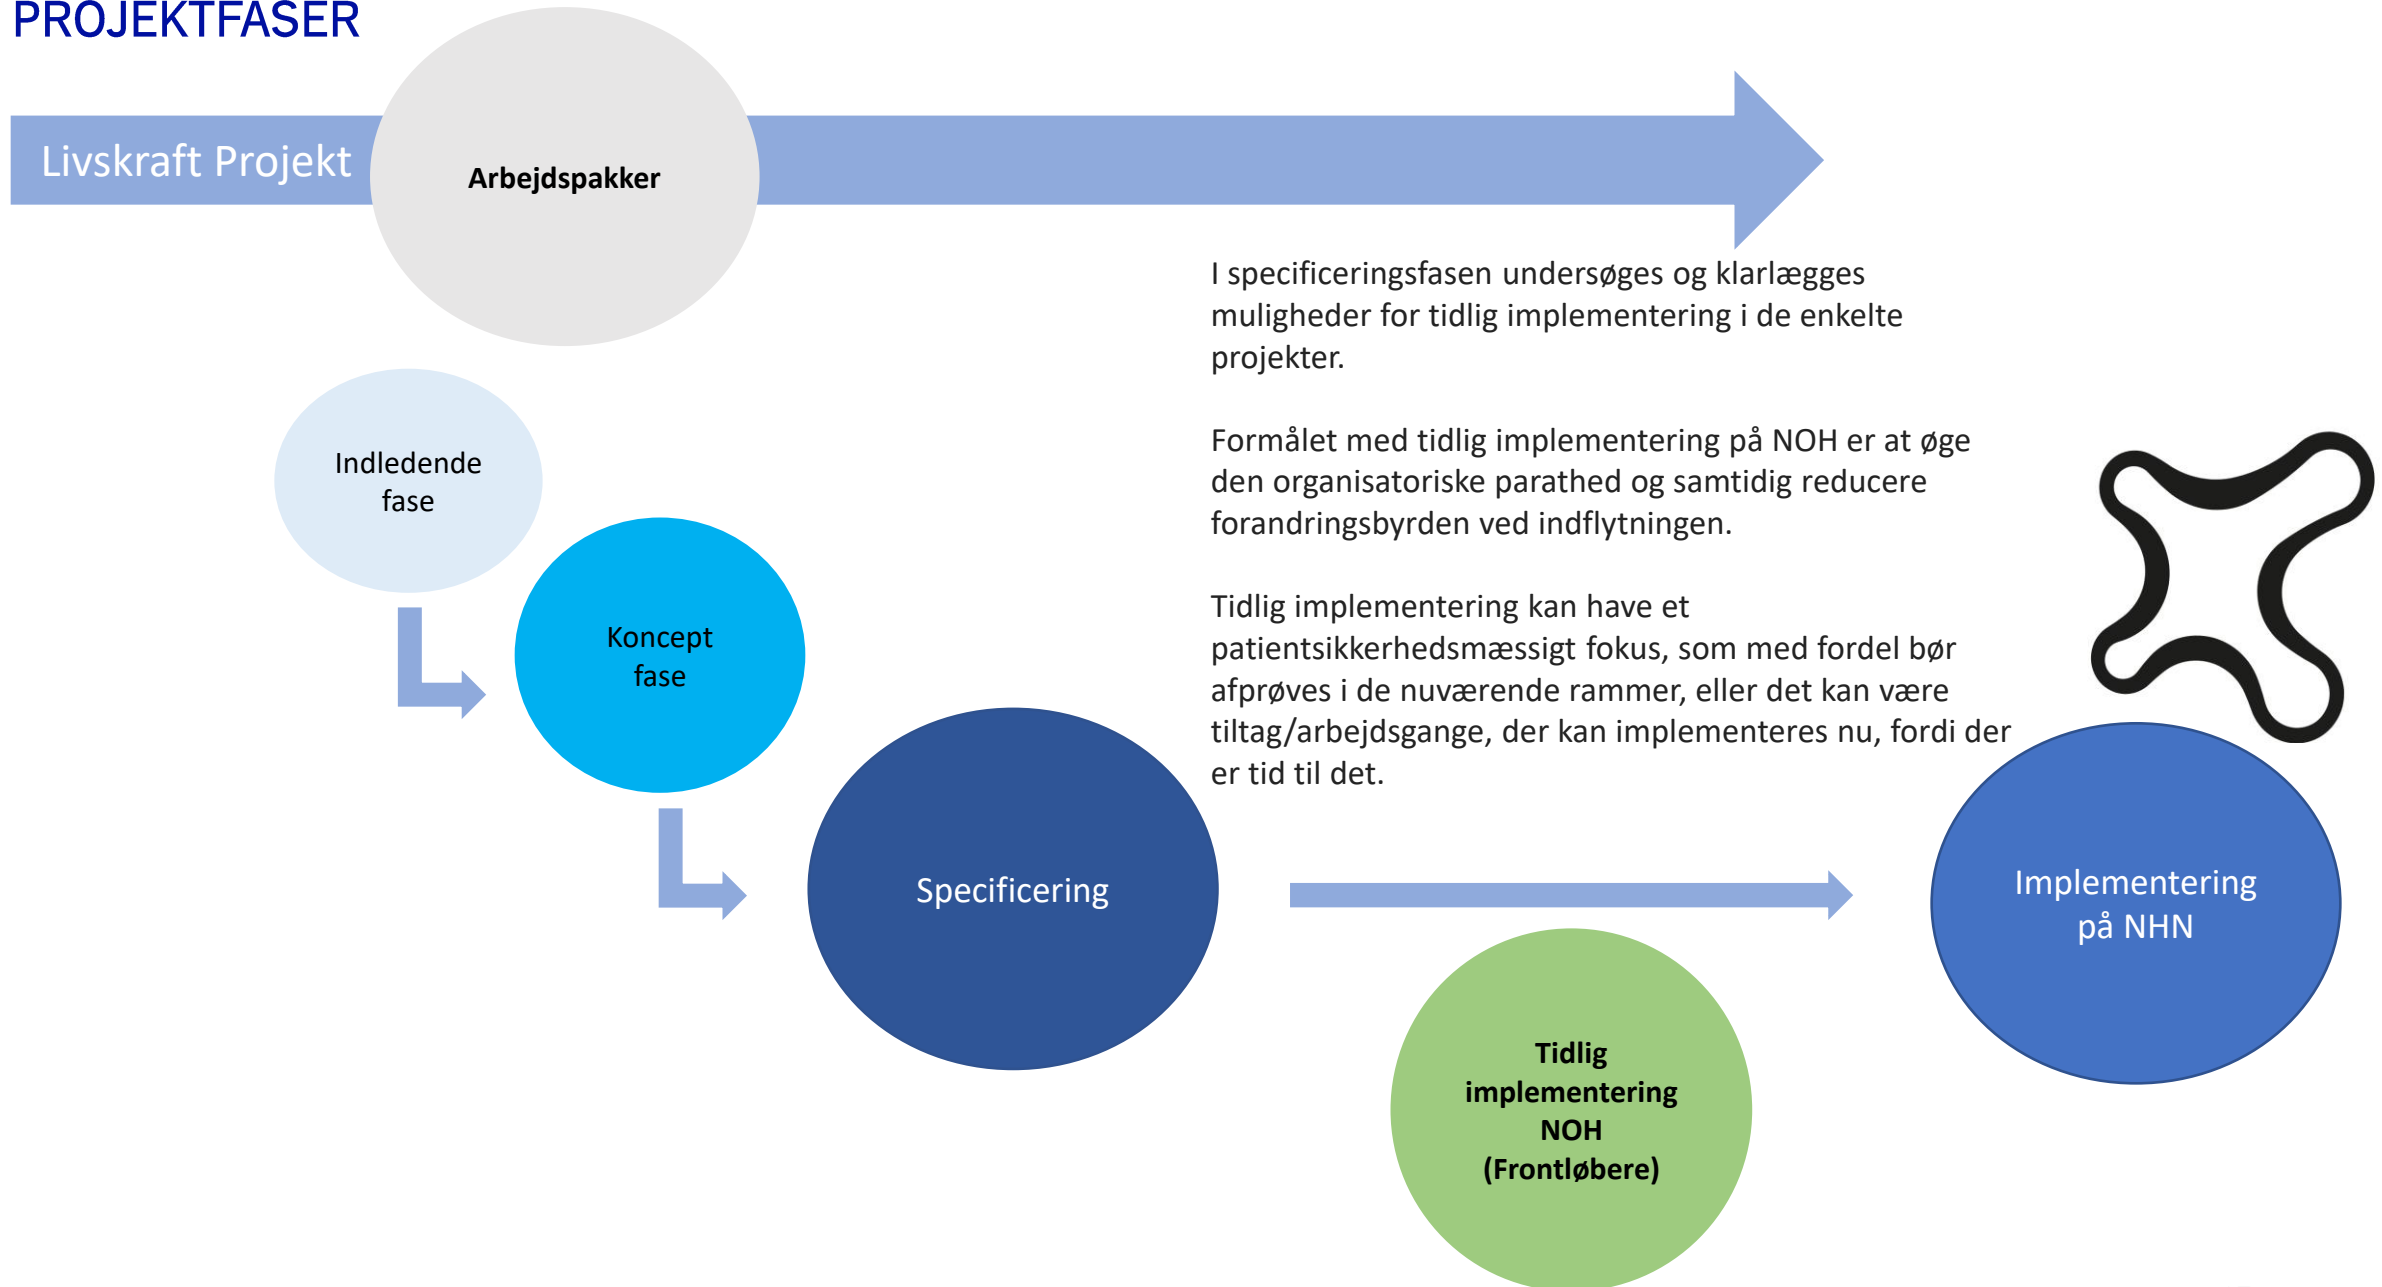 PROJEKTFASER
Livskraft Projekt
Arbejdspakker
I specificeringsfasen undersøges og klarlægges
muligheder for tidlig implementering i de enkelte
projekter.
Formålet med tidlig implementering på NOH er at øge
den organisatoriske parathed og samtidig reducere
forandringsbyrden ved indflytningen.
Tidlig implementering kan have et
patientsikkerhedsmæssigt fokus, som med fordel bør
afprøves i de nuværende rammer, eller det kan være
tiltag/arbejdsgange, der kan implementeres nu, fordi der
er tid til det.
Indledende
fase
Koncept
fase
Specificering
Tidlig
implementering
NOH
(Frontløbere)
Implementering
på NHN